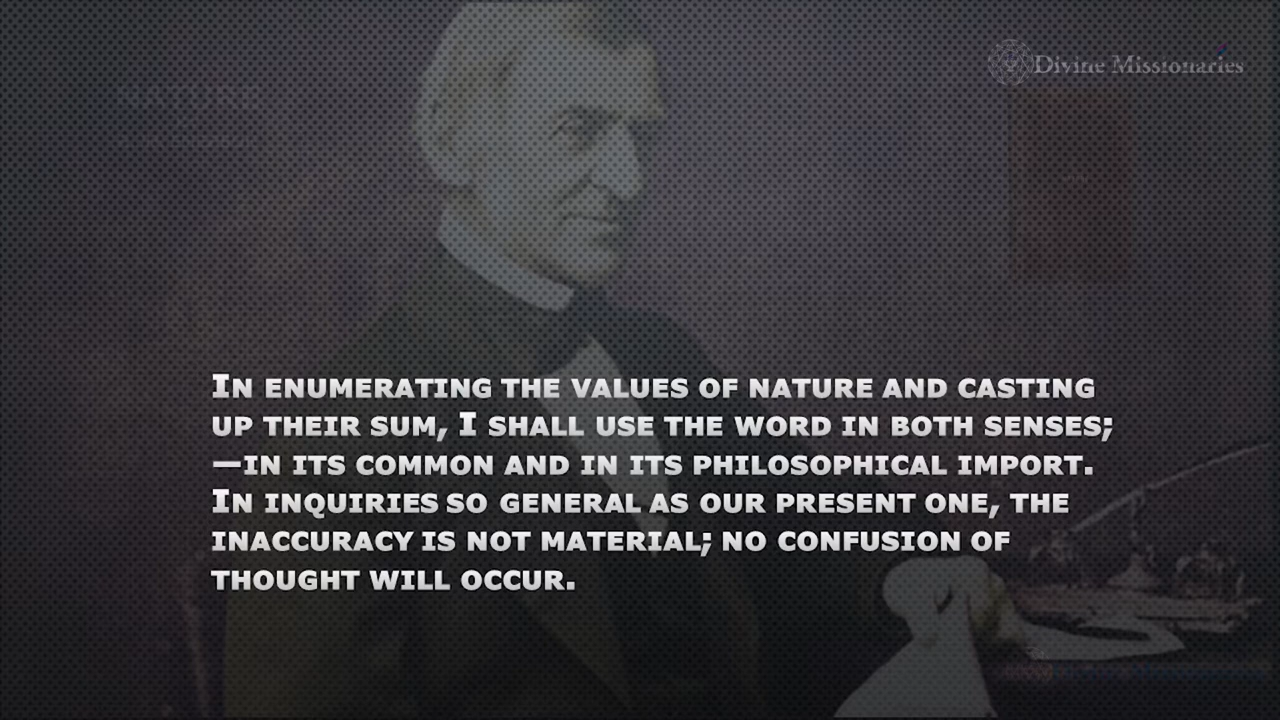 NATURE
Divine Missionaries
In enumerating the values of nature and casting
up their sum, I shall use the word in both senses;
—in its common and in its philosophical import.
In inquiries so general as our present one, the
inaccuracy is not material; no confusion of
thought will occur.